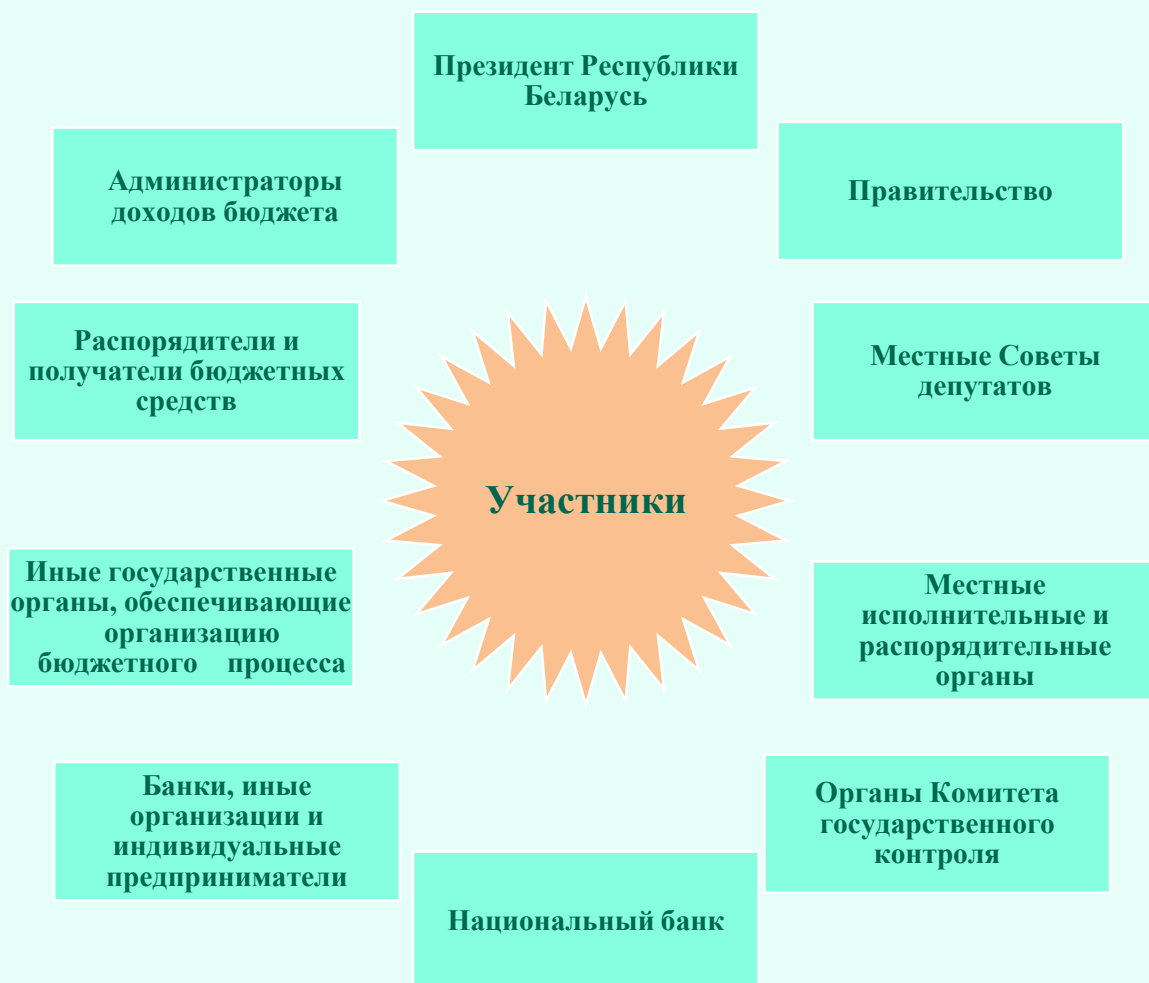 Президент Республики
Беларусь
Администраторы
доходов бюджета
Правительство
Распорядители и
получатели бюджетных
средств
Местные Советы
депутатов
Участники
Иные государственные
органы, обеспечивающие
организацию
бюджетного процесса
Местные
исполнительные и
распорядительные
органы
Банки, иные
организации и
индивидуальные
предприниматели
Органы Комитета
государственного
контроля
Национальный банк